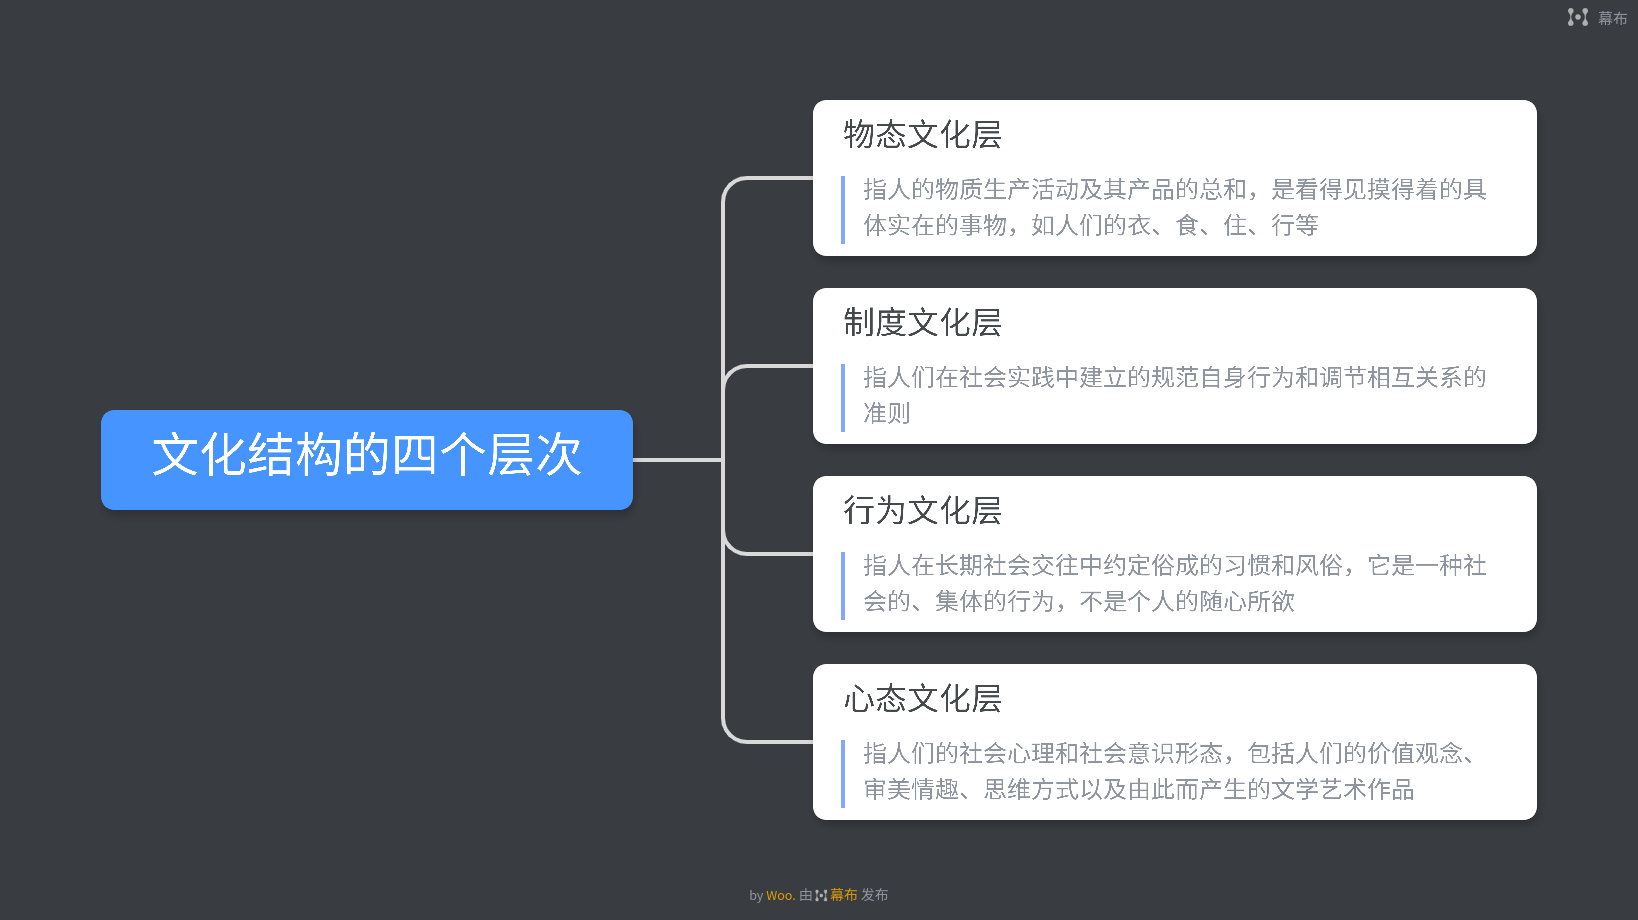 幕布
文化结构的四个层次
物态文化层
指人的物质生产活动及其产品的总和，是看得见摸得着的具
体实在的事物，如人们的衣、食、住、行等
制度文化层
指人们在社会实践中建立的规范自身行为和调节相互关系的
准则
行为文化层
指人在长期社会交往中约定俗成的习惯和风俗，它是一种社
会的、集体的行为，不是个人的随心所欲
心态文化层
指人们的社会心理和社会意识形态，包括人们的价值观念、
审美情趣、思维方式以及由此而产生的文学艺术作品
by Woo. 由幕布 发布